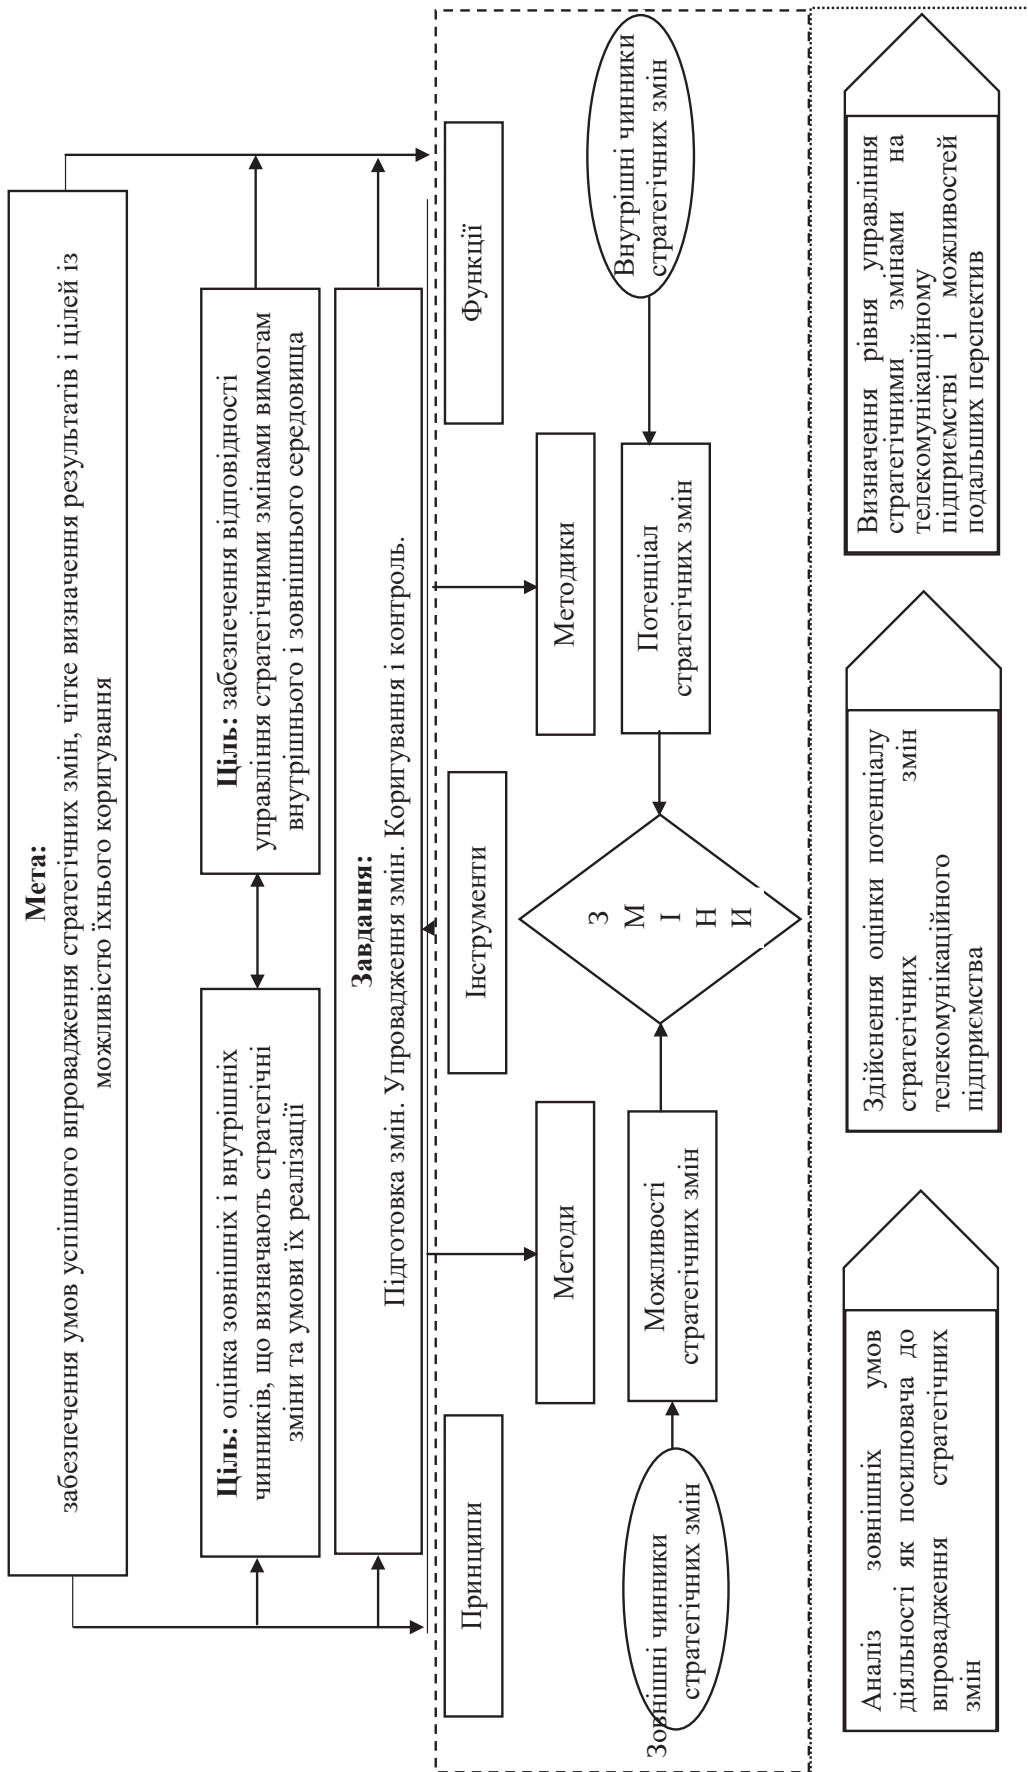 Мета:
забезпечення умов успішного впровадження стратегічних змін, чітке визначення результатів і цілей із
можливістю їхнього коригування
Ціль: оцінка зовнішніх і внутрішніх
чинників, що визначають стратегічні
зміни та умови їх реалізації
Ціль: забезпечення відповідності
управління стратегічними змінами вимогам
внутрішнього і зовнішнього середовища
Завдання:
Підготовка змін. Упровадження змін. Коригування і контроль.
Принципи
Інструменти
Функції
Методи
Методики
Зовнішні чинники
стратегічних змін
Можливості
стратегічних змін
З
М
І
Н
И
Потенціал
стратегічних змін
Внутрішні чинники
стратегічних змін
Аналіз зовнішніх умов
діяльності як посилювача до
впровадження стратегічних
змін
Здійснення оцінки потенціалу
стратегічних змін
телекомунікаційного
підприємства
Визначення рівня управління
стратегічними змінами на
телекомунікаційному
підприємстві і можливостей
подальших перспектив